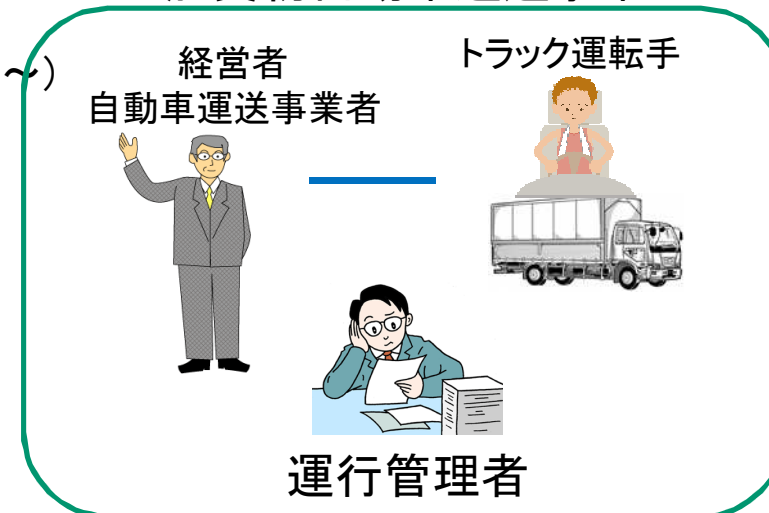 ～）
経営者
自動車運送事業者
トラック運転手
運行管理者